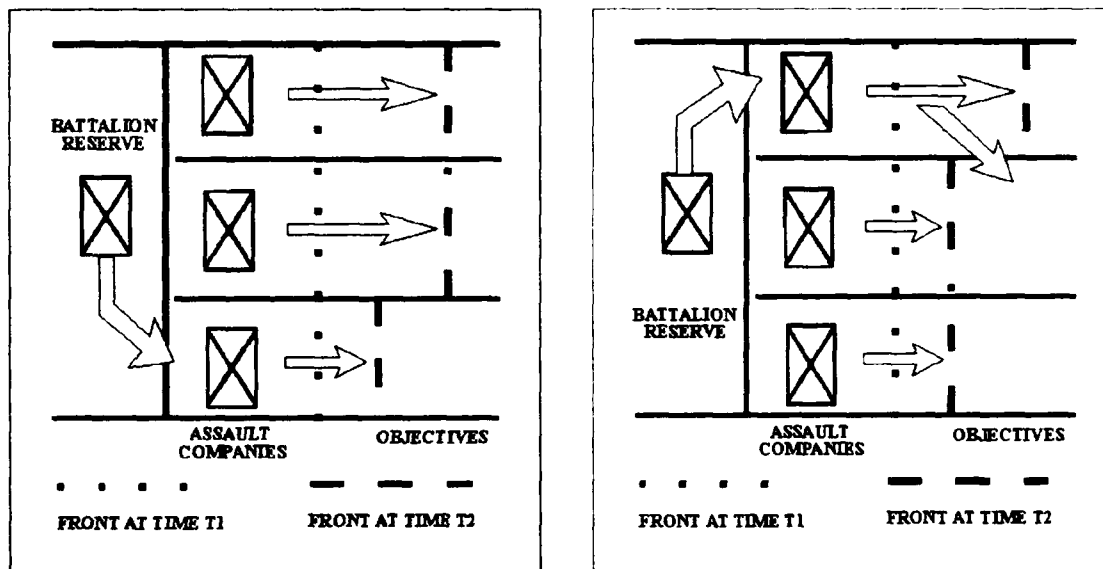 BATTALION
RESERVE
ASSAULT
COMPANIES
OBJECTIVES
FRONT AT TIME T1
FRONT AT TIME T2
BATTALION
RESERVE
ASSAULT
COMPANIES
OBJECTIVES
FRONT AT TIME T1
FRONT AT TIME T2